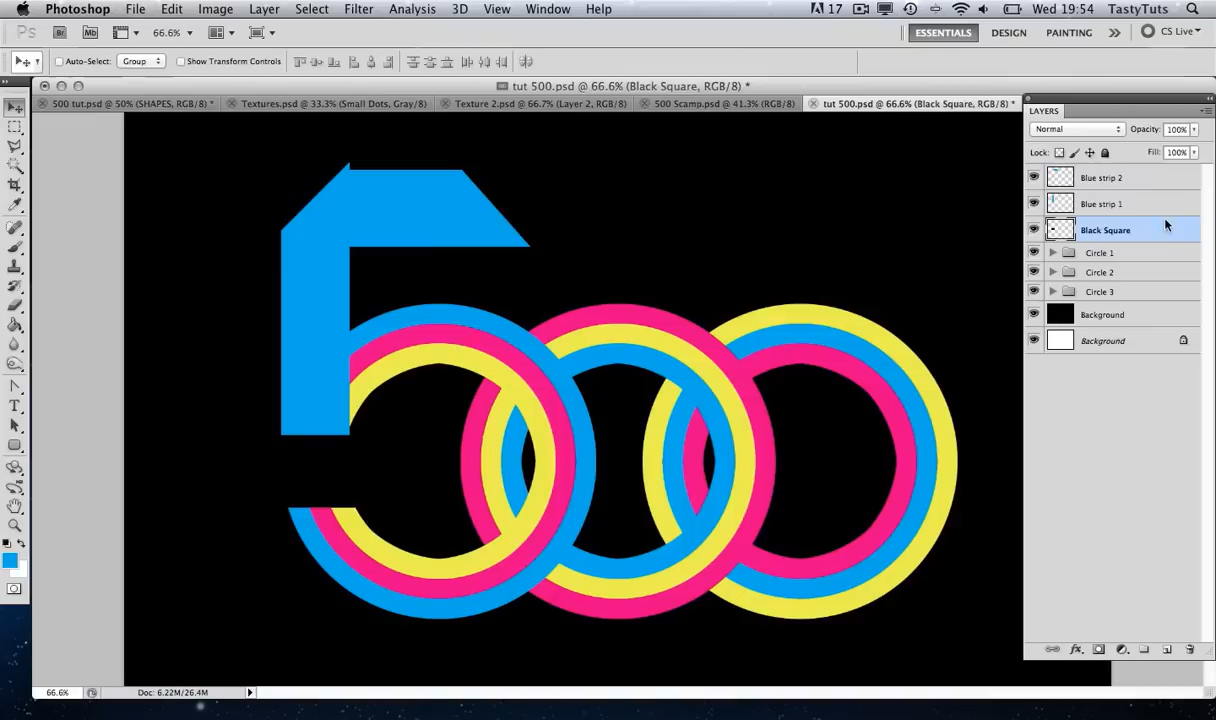 Photoshop File Edit Image Layer Select Filter Analysis 3D View Window Help 17 Wed 19:54 TastyTuts
Ps Br Mb 66.6% ESSENTIALS DESIGN PAINTING >> CS Live
Auto-Select: Group Show Transform Controls
tut 500.psd @ 66.6% (Black Square, RGB/8) *
500 tut.psd @ 50% (SHAPES, RGB/8) * Textures.psd @ 33.3% (Small Dots, Gray/8) Texture 2.psd @ 66.7% (Layer 2, RGB/8) 500 Scamp.psd @ 41.3% (RGB/8) tut 500.psd @ 66.6% (Black Square, RGB/8) *
LAYERS
Normal Opacity: 100%
Lock: Fill: 100%
Blue strip 2
Blue strip 1
Black Square
Circle 1
Circle 2
Circle 3
Background
Background
500
66.6% Doc: 6.22M/26.4M